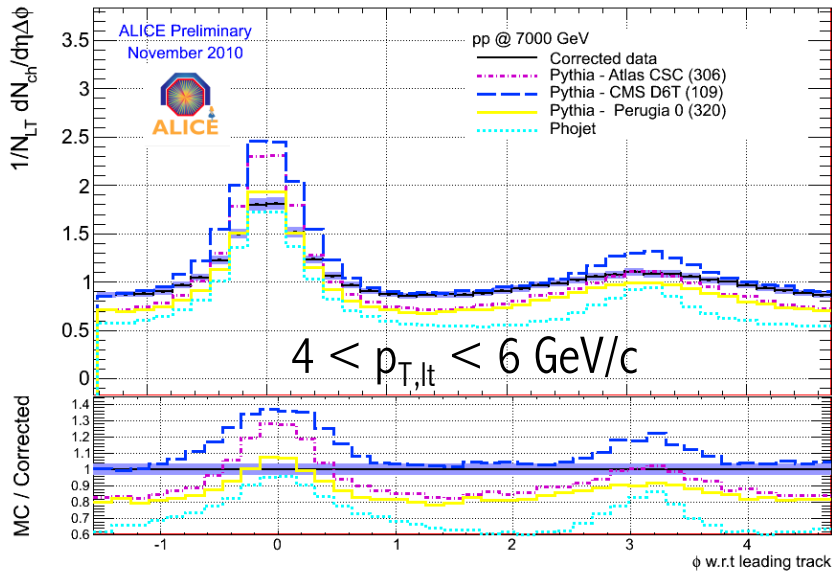 ALICE Preliminary
November 2010
ALICE
pp @ 7000 GeV
Corrected data
Pythia - Atlas CSC (306)
Pythia - CMS D6T (109)
Pythia - Perugia 0 (320)
Phojet
1/N_LT dN_ch/dηΔφ
3.5
3
2.5
2
1.5
1
0.5
0
4 < p_T,lt < 6 GeV/c
MC / Corrected
1.4
1.3
1.2
1.1
1
0.9
0.8
0.7
0.6
-1 0 1 2 3 4
φ w.r.t leading track